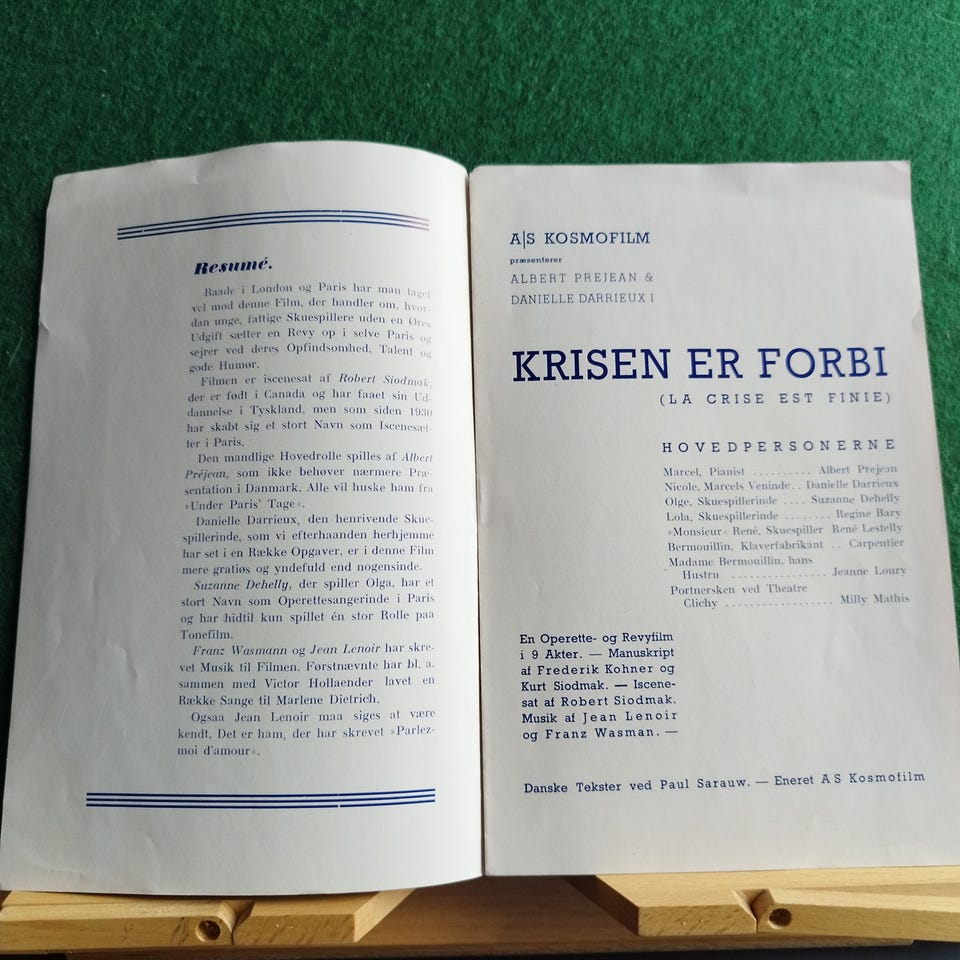 Resumé.
Baade i London og Paris har man taget
vel mod denne Film, der handler om, hvor-
dan unge, fattige Skuespillere uden en Øres
Udgift sætter en Revy op i selve Paris og
sejrer ved deres Opfindsomhed, Talent og
gode Humør.
Filmen er iscenesat af Robert Siodmak,
der er født i Canada og har faaet sin Ud-
dannelse i Tyskland, men som siden 1930
har skabt sig et stort Navn som Iscenesæt-
ter i Paris.
Den mandlige Hovedrolle spilles af Albert
Préjean, som ikke behøver nærmere Præ-
sentation i Danmark. Alle vil huske ham fra
»Under Paris' Tage«.
Danielle Darrieux, den henrivende Skue-
spillerinde, som vi efterhaanden herhjemme
har set i en Række Opgaver, er i denne Film
mere gratiøs og yndefuld end nogensinde.
Suzanne Dehelly, der spiller Olga, har et
stort Navn som Operettesangerinde i Paris
og har hidtil kun spillet én stor Rolle paa
Tonefilm.
Franz Wasmann og Jean Lenoir har skre-
vet Musik til Filmen. Førstnævnte har bl. a.
sammen med Victor Hollaender lavet en
Række Sange til Marlene Dietrich.
Ogsaa Jean Lenoir maa siges at være
kendt. Det er ham, der har skrevet »Parlez-
moi d'amour«.
A|S KOSMOFILM
præsenterer
ALBERT PREJEAN &
DANIELLE DARRIEUX I
KRISEN ER FORBI
(LA CRISE EST FINIE)
HOVEDPERSONERNE
Marcel, Pianist .......... Albert Prejean
Nicole, Marcels Veninde.. Danielle Darrieux
Olge, Skuespillerinde .... Suzanne Dehelly
Lola, Skuespillerinde ........ Regine Bary
»Monsieur« René, Skuespiller René Lestelly
Bermouillin, Klaverfabrikant .. Carpentier
Madame Bermouillin, hans
Hustru ................ Jeanne Loury
Portnersken ved Theatre
Clichy .................. Milly Mathis
En Operette- og Revyfilm
i 9 Akter. — Manuskript
af Frederik Kohner og
Kurt Siodmak. — Iscene-
sat af Robert Siodmak.
Musik af Jean Lenoir
og Franz Wasman. —
Danske Tekster ved Paul Sarauw. — Eneret A S Kosmofilm